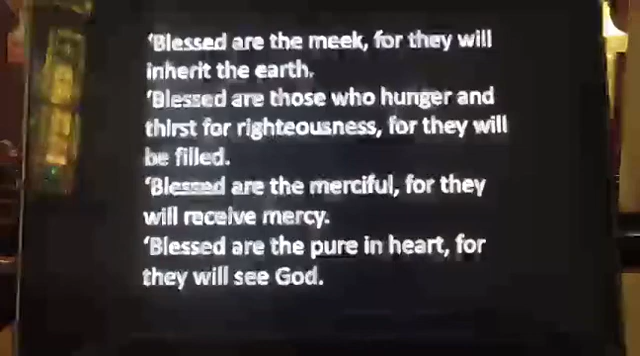 ‘Blessed are the meek, for they will
inherit the earth.
‘Blessed are those who hunger and
thirst for righteousness, for they will
be filled.
‘Blessed are the merciful, for they
will receive mercy.
‘Blessed are the pure in heart, for
they will see God.